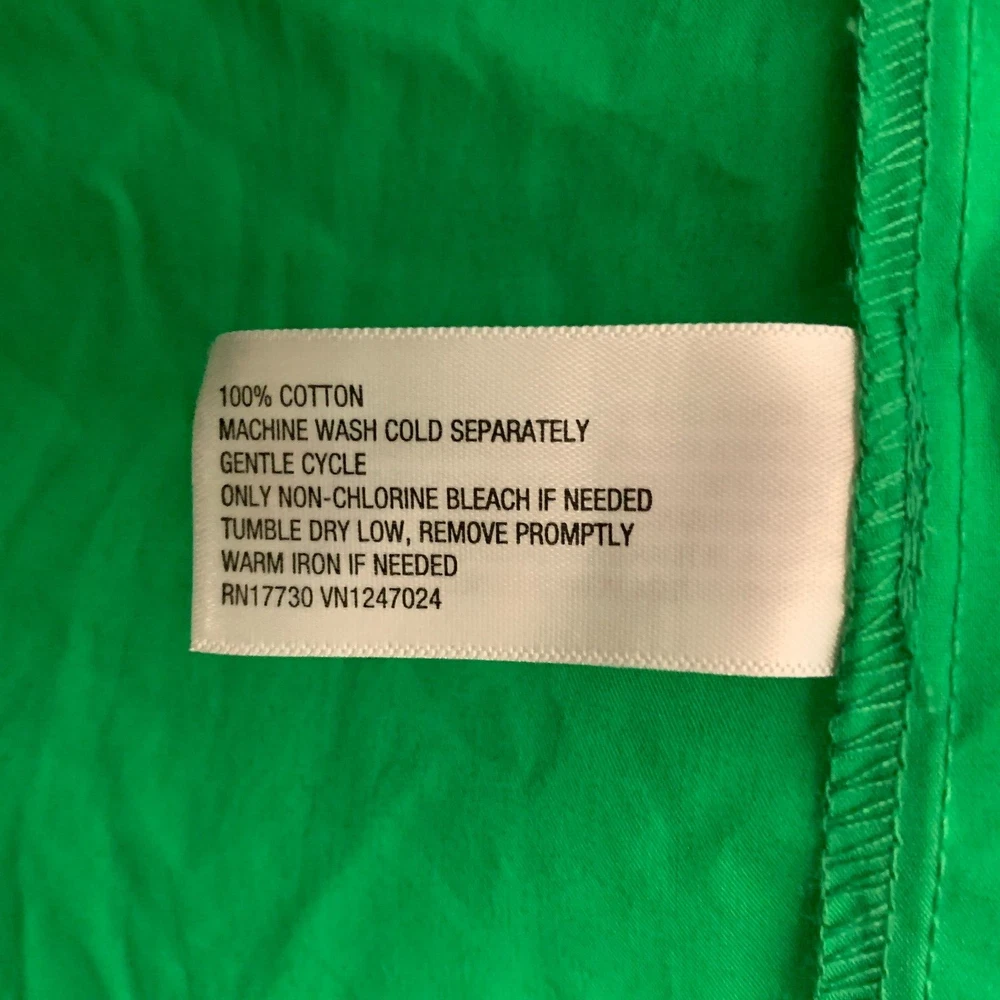 100% COTTON
MACHINE WASH COLD SEPARATELY
GENTLE CYCLE
ONLY NON-CHLORINE BLEACH IF NEEDED
TUMBLE DRY LOW, REMOVE PROMPTLY
WARM IRON IF NEEDED
RN17730 VN1247024